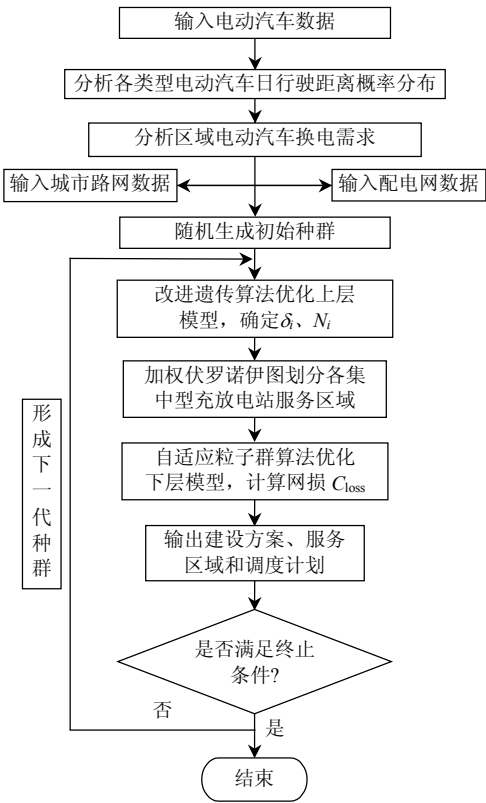 输入电动汽车数据
分析各类型电动汽车日行驶距离概率分布
分析区域电动汽车换电需求
输入城市路网数据
输入配电网数据
随机生成初始种群
改进遗传算法优化上层
模型，确定δi、Ni
加权伏罗诺伊图划分各集
中型充放电站服务区域
形成下一代种群
自适应粒子群算法优化
下层模型，计算网损 Closs
输出建设方案、服务
区域和调度计划
是否满足终止
条件?
否
是
结束